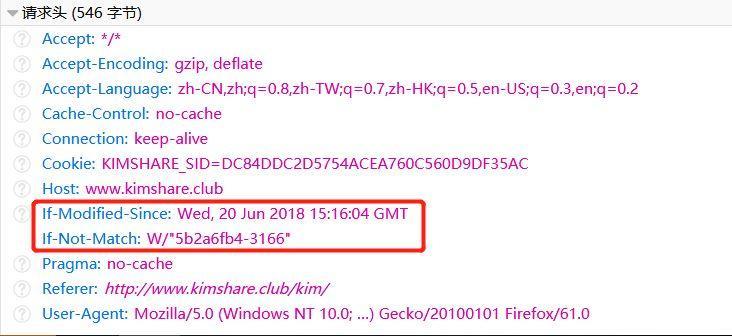 请求头 (546 字节)
Accept: */*
Accept-Encoding: gzip, deflate
Accept-Language: zh-CN,zh;q=0.8,zh-TW;q=0.7,zh-HK;q=0.5,en-US;q=0.3,en;q=0.2
Cache-Control: no-cache
Connection: keep-alive
Cookie: KIMSHARE_SID=DC84DDC2D5754ACEA760C560D9DF35AC
Host: www.kimshare.club
If-Modified-Since: Wed, 20 Jun 2018 15:16:04 GMT
If-Not-Match: W/"5b2a6fb4-3166"
Pragma: no-cache
Referer: http://www.kimshare.club/kim/
User-Agent: Mozilla/5.0 (Windows NT 10.0; ...) Gecko/20100101 Firefox/61.0